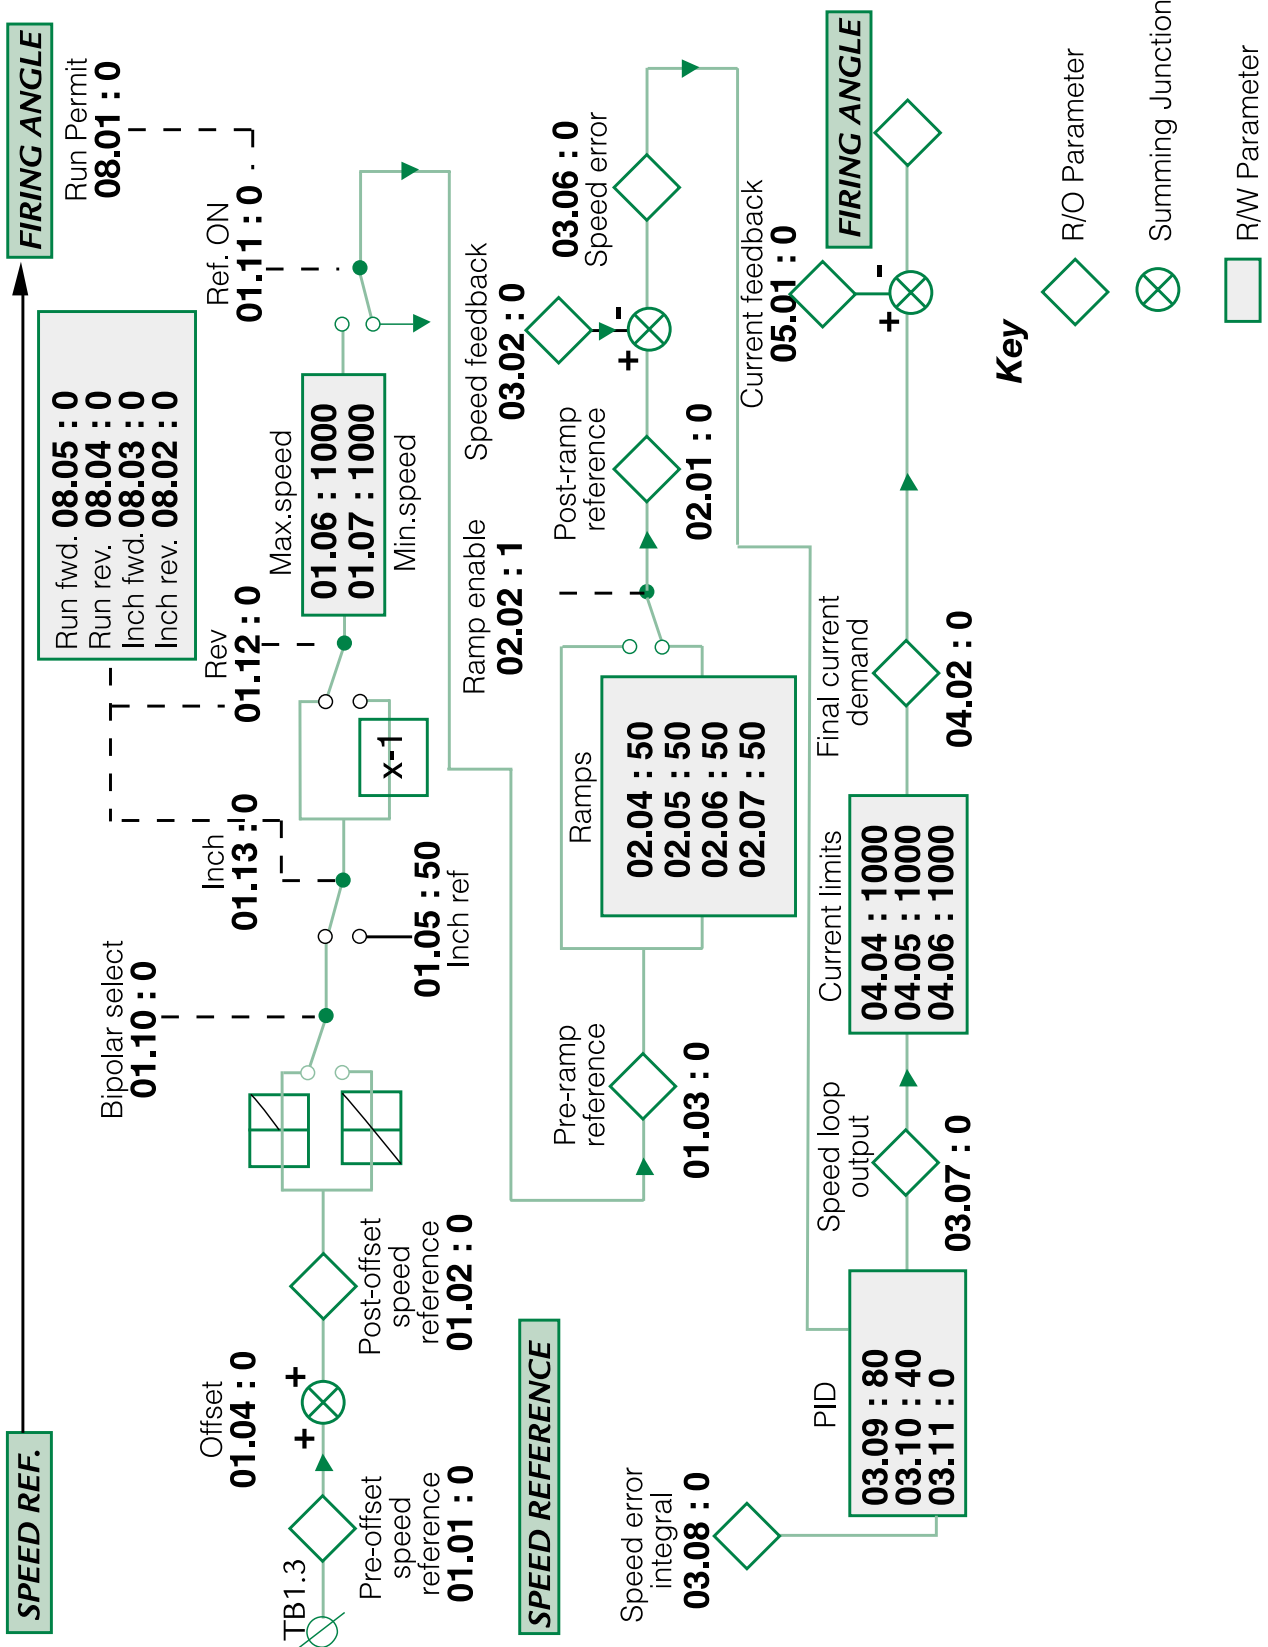 SPEED REF.
FIRING ANGLE
Run Permit
08.01 : 0
Run fwd. 08.05 : 0
Run rev. 08.04 : 0
Inch fwd. 08.03 : 0
Inch rev. 08.02 : 0
Bipolar select
01.10 : 0
Inch
01.13 : 0
Rev
01.12 : 0
Ref. ON
01.11 : 0
Offset
01.04 : 0
+
+
TB1.3
Pre-offset
speed
reference
01.01 : 0
Post-offset
speed
reference
01.02 : 0
01.05 : 50
Inch ref
x-1
Max.speed
01.06 : 1000
01.07 : 1000
Min.speed
SPEED REFERENCE
Pre-ramp
reference
01.03 : 0
Ramps
02.04 : 50
02.05 : 50
02.06 : 50
02.07 : 50
Ramp enable
02.02 : 1
Post-ramp
reference
02.01 : 0
Speed feedback
03.02 : 0
+
-
03.06 : 0
Speed error
Speed error
integral
03.08 : 0
PID
03.09 : 80
03.10 : 40
03.11 : 0
Speed loop
output
03.07 : 0
Current limits
04.04 : 1000
04.05 : 1000
04.06 : 1000
Final current
demand
04.02 : 0
Current feedback
05.01 : 0
+
-
FIRING ANGLE
Key
R/O Parameter
Summing Junction
R/W Parameter